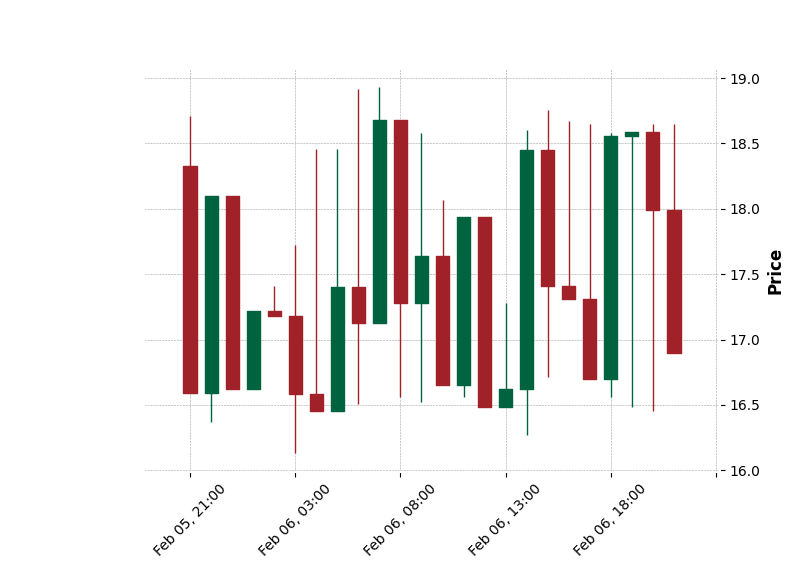 19.0
18.5
18.0
17.5
17.0
16.5
16.0
Price
Feb 05, 21:00
Feb 06, 03:00
Feb 06, 08:00
Feb 06, 13:00
Feb 06, 18:00